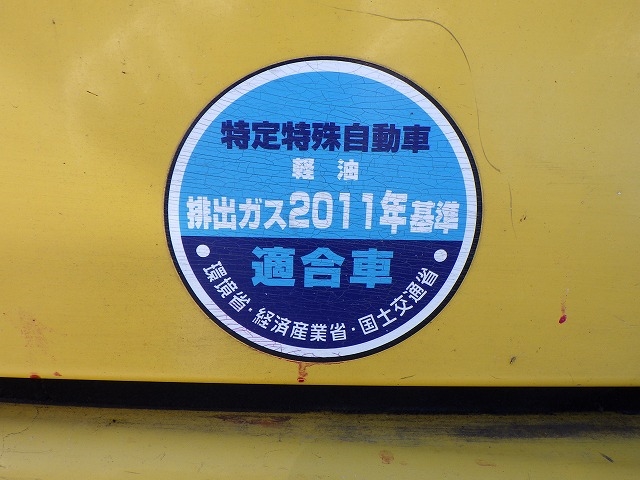 特定特殊自動車
軽油
排出ガス2011年基準
適合車
・環境省・経済産業省・国土交通省・